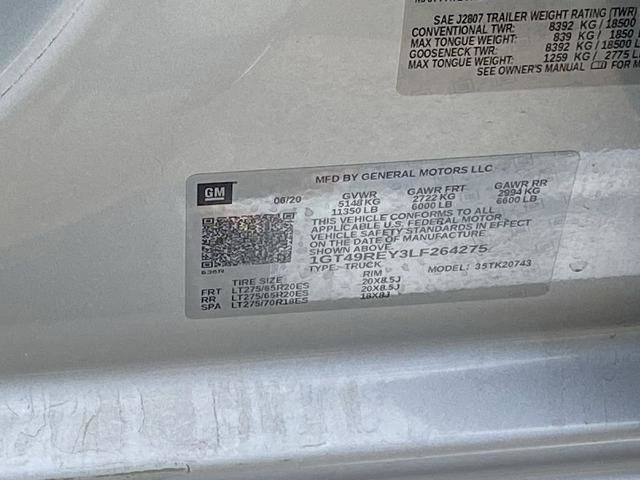 SAE J2807 TRAILER WEIGHT RATING (TWR)
CONVENTIONAL TWR: 8392 KG / 18500
MAX TONGUE WEIGHT: 839 KG / 1850 L
GOOSENECK TWR: 8392 KG / 18500 L
MAX TONGUE WEIGHT: 1259 KG / 2775 L
SEE OWNER'S MANUAL FOR M
MFD BY GENERAL MOTORS LLC
GM
06/20
GVWR GAWR FRT GAWR RR
5148 KG 2722 KG 2994 KG
11350 LB 6000 LB 6600 LB
THIS VEHICLE CONFORMS TO ALL
APPLICABLE U.S. FEDERAL MOTOR
VEHICLE SAFETY STANDARDS IN EFFECT
ON THE DATE OF MANUFACTURE
SHOWN ABOVE.
1GT49REY3LF264275
TYPE: TRUCK MODEL: 3STK20743
TIRE SIZE RIM
FRT LT275/65R20ES 20X8.5J
RR LT275/65R20ES 20X8.5J
SPA LT275/70R18ES 18X8J